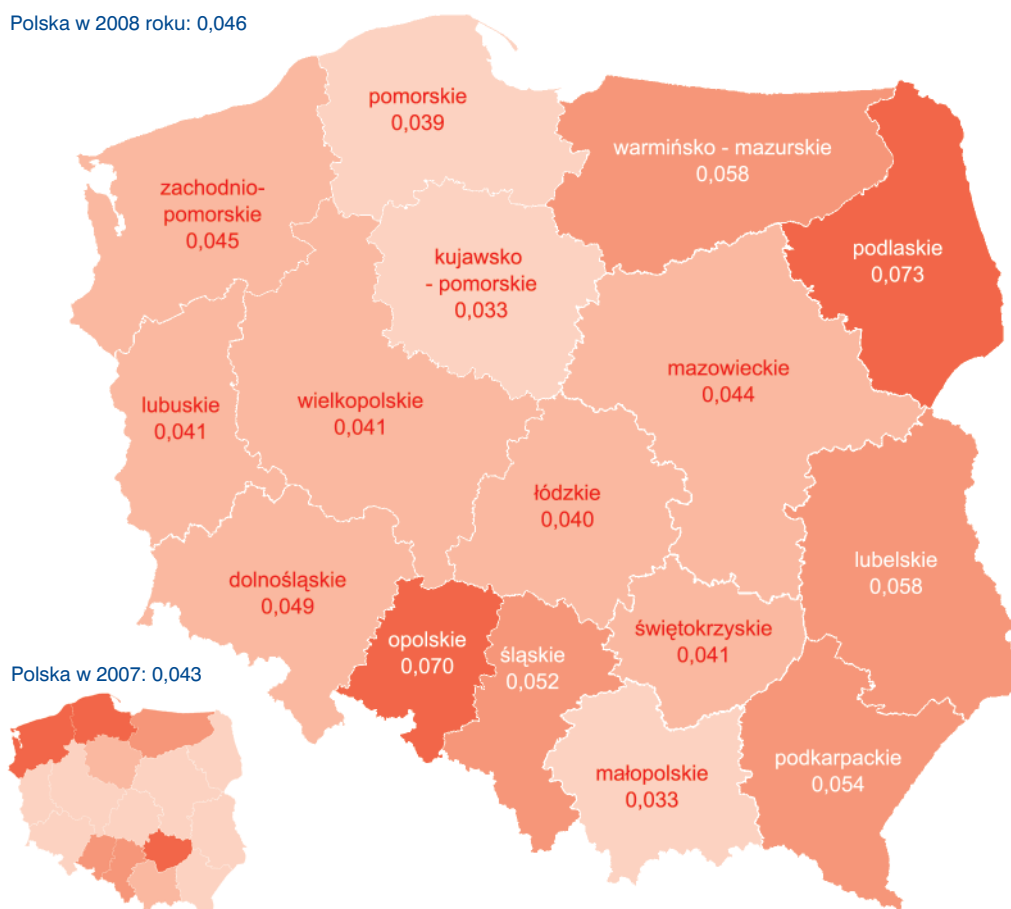 Polska w 2008 roku: 0,046
pomorskie
0,039
warmińsko - mazurskie
0,058
zachodnio-
pomorskie
0,045
podlaskie
0,073
kujawsko
- pomorskie
0,033
mazowieckie
0,044
lubuskie
0,041
wielkopolskie
0,041
łódzkie
0,040
lubelskie
0,058
dolnośląskie
0,049
opolskie
0,070
śląskie
0,052
świętokrzyskie
0,041
Polska w 2007: 0,043
małopolskie
0,033
podkarpackie
0,054